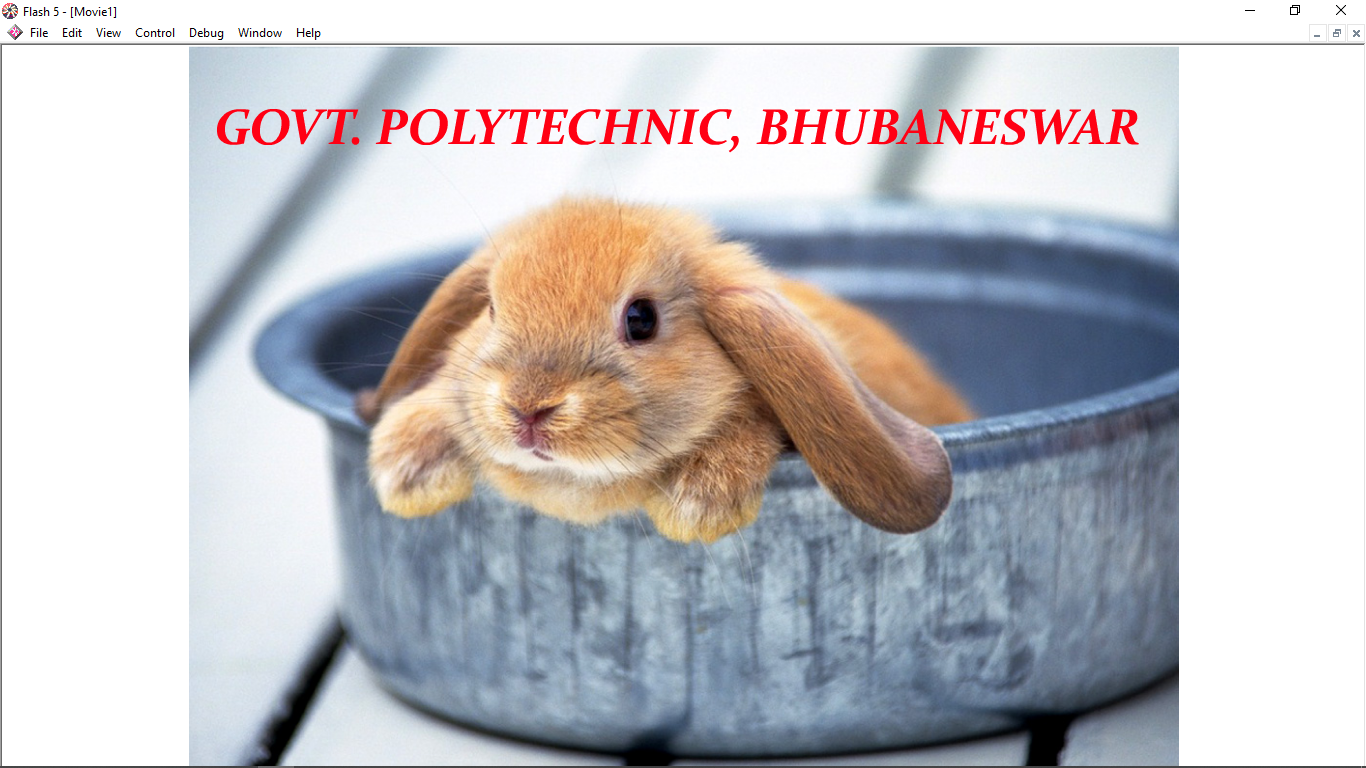 Flash 5 - [Movie1]
File Edit View Control Debug Window Help
GOVT. POLYTECHNIC, BHUBANESWAR